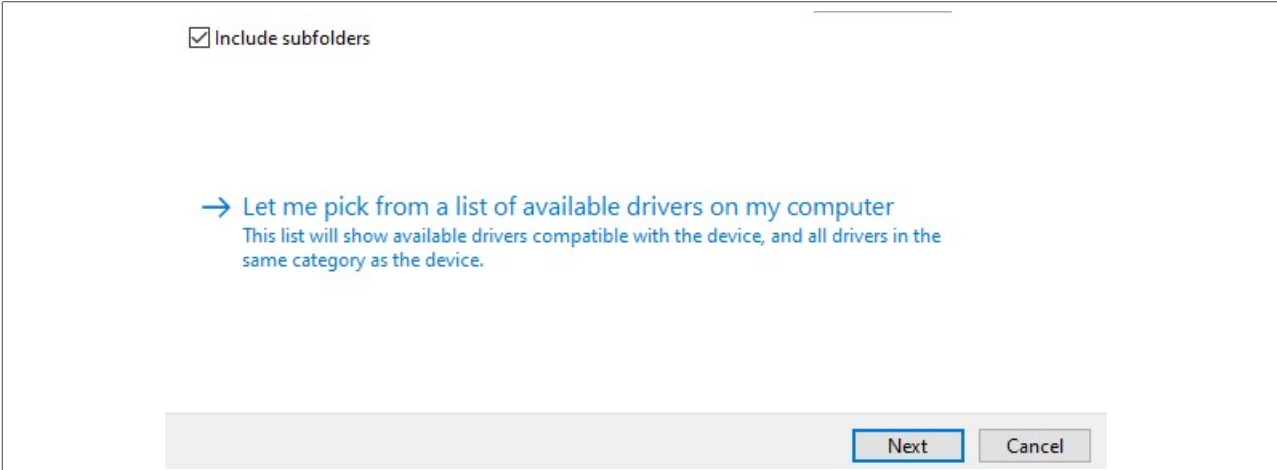 Include subfolders
Let me pick from a list of available drivers on my computer
This list will show available drivers compatible with the device, and all drivers in the
same category as the device.
Next
Cancel